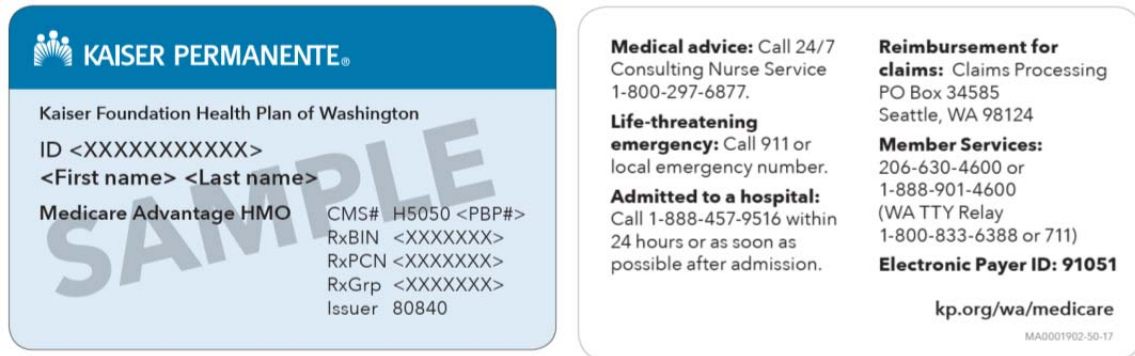 KAISER PERMANENTE®
Kaiser Foundation Health Plan of Washington
ID <XXXXXXXXXXX>
<First name> <Last name>
Medicare Advantage HMO
CMS# H5050 <PBP#>
RxBIN <XXXXXXX>
RxPCN <XXXXXXX>
RxGrp <XXXXXXX>
Issuer 80840
SAMPLE
Medical advice: Call 24/7
Consulting Nurse Service
1-800-297-6877.
Life-threatening
emergency: Call 911 or
local emergency number.
Admitted to a hospital:
Call 1-888-457-9516 within
24 hours or as soon as
possible after admission.
Reimbursement for
claims: Claims Processing
PO Box 34585
Seattle, WA 98124
Member Services:
206-630-4600 or
1-888-901-4600
(WA TTY Relay
1-800-833-6388 or 711)
Electronic Payer ID: 91051
kp.org/wa/medicare
MA0001902-50-17